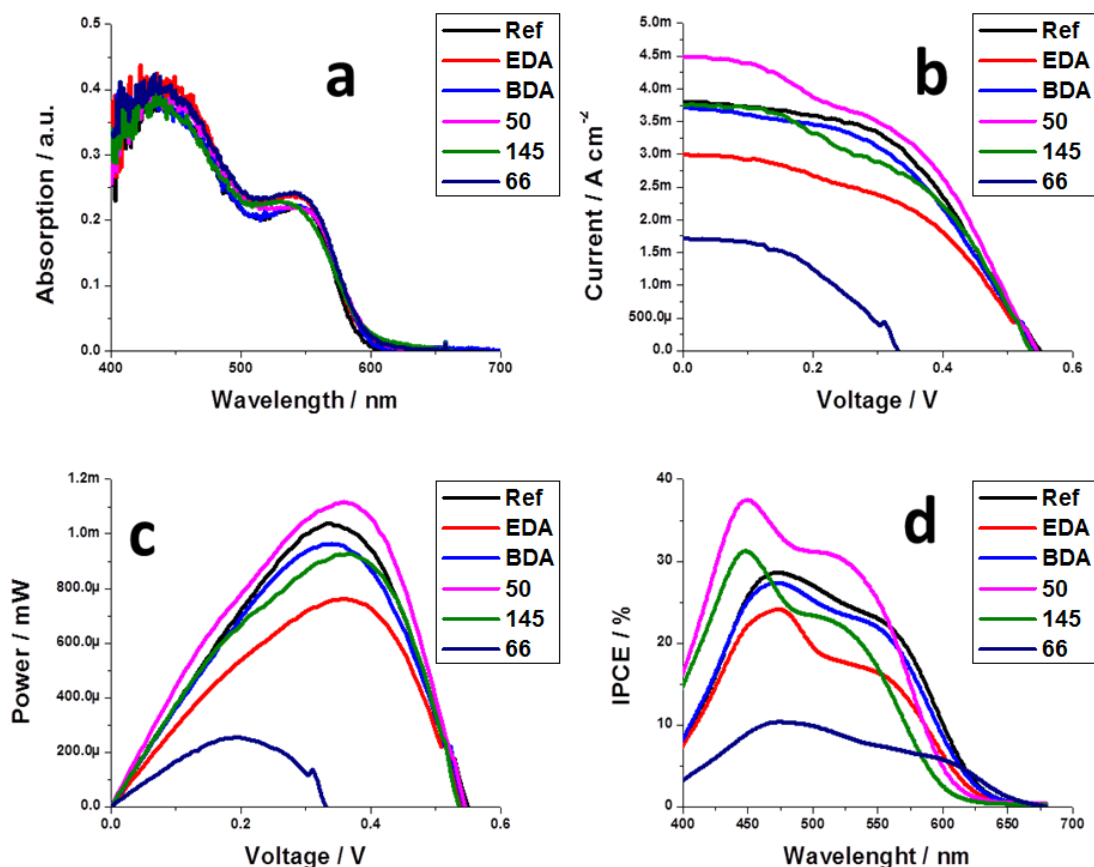 a
Absorption / a.u.
0.5
0.4
0.3
0.2
0.1
0.0
400
500
600
700
Wavelength / nm
Ref
EDA
BDA
50
145
66
b
Current / A cm⁻²
5.0m
4.5m
4.0m
3.5m
3.0m
2.5m
2.0m
1.5m
1.0m
500.0µ
0.0
0.0
0.2
0.4
0.6
Voltage / V
Ref
EDA
BDA
50
145
66
c
Power / mW
1.2m
1.0m
800.0µ
600.0µ
400.0µ
200.0µ
0.0
0.0
0.2
0.4
0.6
Voltage / V
Ref
EDA
BDA
50
145
66
d
IPCE / %
40
30
20
10
0
400
450
500
550
600
650
700
Wavelenght / nm
Ref
EDA
BDA
50
145
66